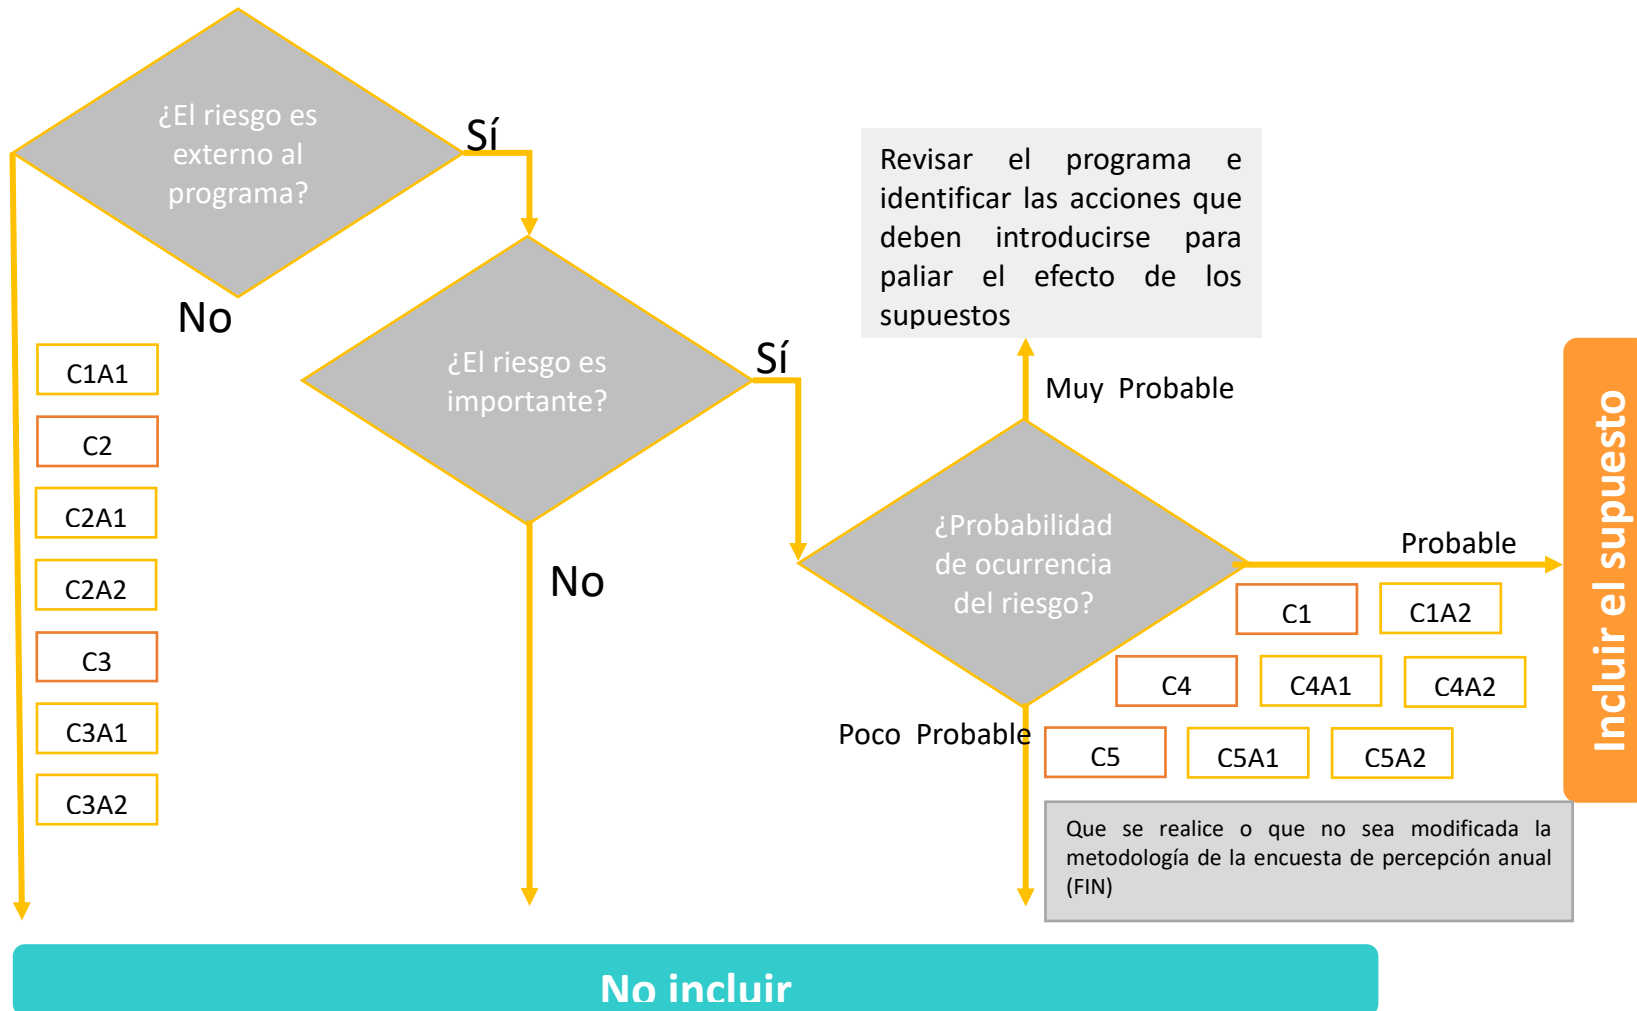 ¿El riesgo es
externo al
programa?
Sí
No
C1A1
C2
C2A1
C2A2
C3
C3A1
C3A2
¿El riesgo es
importante?
Sí
No
Revisar el programa e
identificar las acciones que
deben introducirse para
paliar el efecto de los
supuestos
Muy Probable
¿Probabilidad
de ocurrencia
del riesgo?
Probable
C1 C1A2
C4 C4A1 C4A2
Poco Probable
C5 C5A1 C5A2
Que se realice o que no sea modificada la
metodología de la encuesta de percepción anual
(FIN)
Incluir el supuesto
No incluir